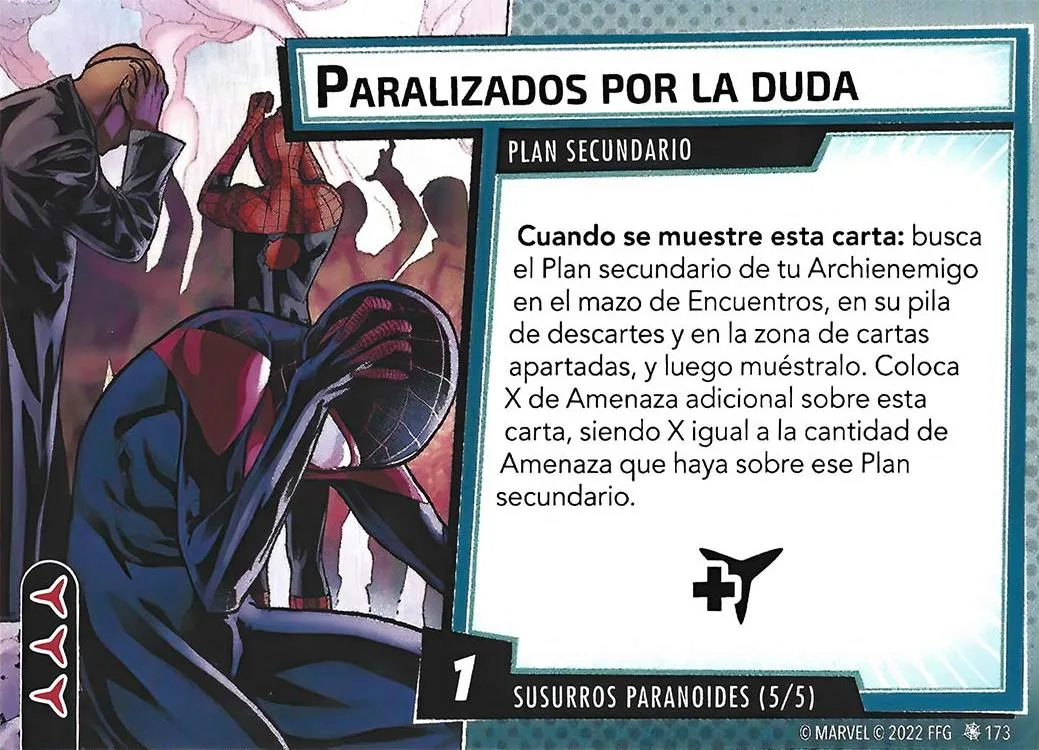 PARALIZADOS POR LA DUDA
PLAN SECUNDARIO
Cuando se muestre esta carta: busca
el Plan secundario de tu Archienemigo
en el mazo de Encuentros, en su pila
de descartes y en la zona de cartas
apartadas, y luego muéstralo. Coloca
X de Amenaza adicional sobre esta
carta, siendo X igual a la cantidad de
Amenaza que haya sobre ese Plan
secundario.
1
SUSURROS PARANOIDES (5/5)
© MARVEL © 2022 FFG 173